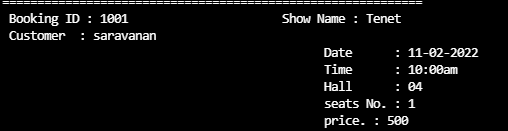 ============================================================
Booking ID : 1001                      Show Name : Tenet
Customer  : saravanan
Date      : 11-02-2022
Time      : 10:00am
Hall      : 04
seats No. : 1
price. : 500